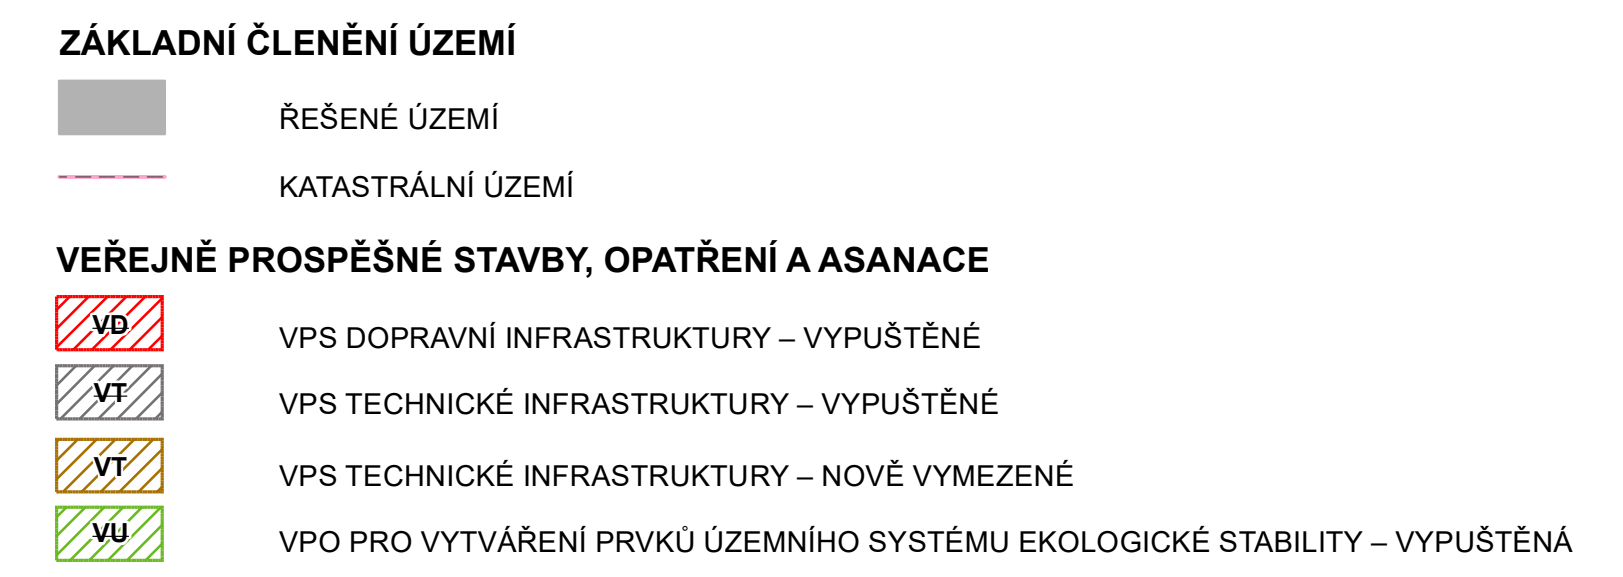 ZÁKLADNÍ ČLENĚNÍ ÚZEMÍ
ŘEŠENÉ ÚZEMÍ
KATASTRÁLNÍ ÚZEMÍ
VEŘEJNĚ PROSPĚŠNÉ STAVBY, OPATŘENÍ A ASANACE
VD VPS DOPRAVNÍ INFRASTRUKTURY – VYPUŠTĚNÉ
VT VPS TECHNICKÉ INFRASTRUKTURY – VYPUŠTĚNÉ
VT VPS TECHNICKÉ INFRASTRUKTURY – NOVĚ VYMEZENÉ
VU VPO PRO VYTVÁŘENÍ PRVKŮ ÚZEMNÍHO SYSTÉMU EKOLOGICKÉ STABILITY – VYPUŠTĚNÁ